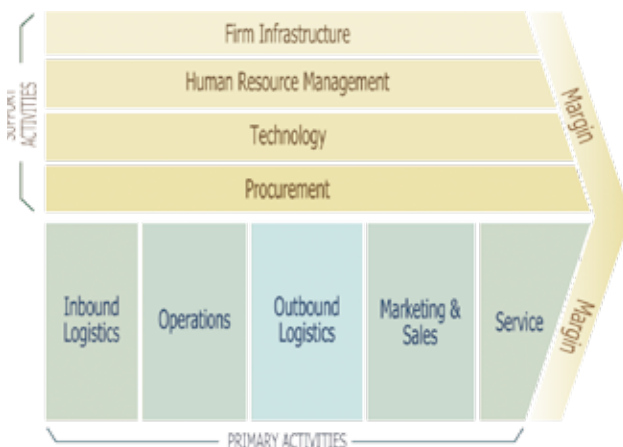 SUPPORT
ACTIVITIES
Firm Infrastructure
Human Resource Management
Technology
Procurement
Margin
Inbound
Logistics
Operations
Outbound
Logistics
Marketing &
Sales
Service
Margin
PRIMARY ACTIVITIES